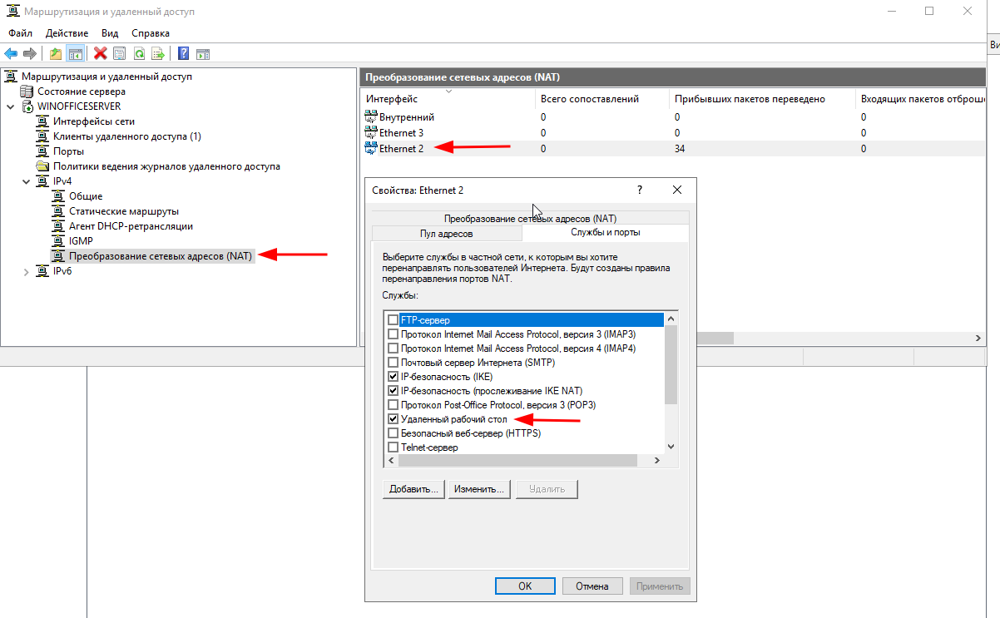 Маршрутизация и удаленный доступ
Файл Действие Вид Справка
Ви
Маршрутизация и удаленный доступ
Состояние сервера
WINOFFICESERVER
Интерфейсы сети
Клиенты удаленного доступа (1)
Порты
Политики ведения журналов удаленного доступа
IPv4
Общие
Статические маршруты
Агент DHCP-ретрансляции
IGMP
Преобразование сетевых адресов (NAT)
IPv6
Преобразование сетевых адресов (NAT)
Интерфейс Всего сопоставлений Прибывших пакетов переведено Входящих пакетов отброше
Внутренний 0 0 0
Ethernet 3 0 0 0
Ethernet 2 0 34 0
Свойства: Ethernet 2 ?
Преобразование сетевых адресов (NAT)
Пул адресов Службы и порты
Выберите службы в частной сети, к которым вы хотите
перенаправлять пользователей Интернета. Будут созданы правила
перенаправления портов NAT.
Службы:
FTP-сервер
Протокол Internet Mail Access Protocol, версия 3 (IMAP3)
Протокол Internet Mail Access Protocol, версия 4 (IMAP4)
Почтовый сервер Интернета (SMTP)
IP-безопасность (IKE)
IP-безопасность (прослеживание IKE NAT)
Протокол Post-Office Protocol, версия 3 (POP3)
Удаленный рабочий стол
Безопасный веб-сервер (HTTPS)
Telnet-сервер
Добавить... Изменить... Удалить
OK Отмена Применить